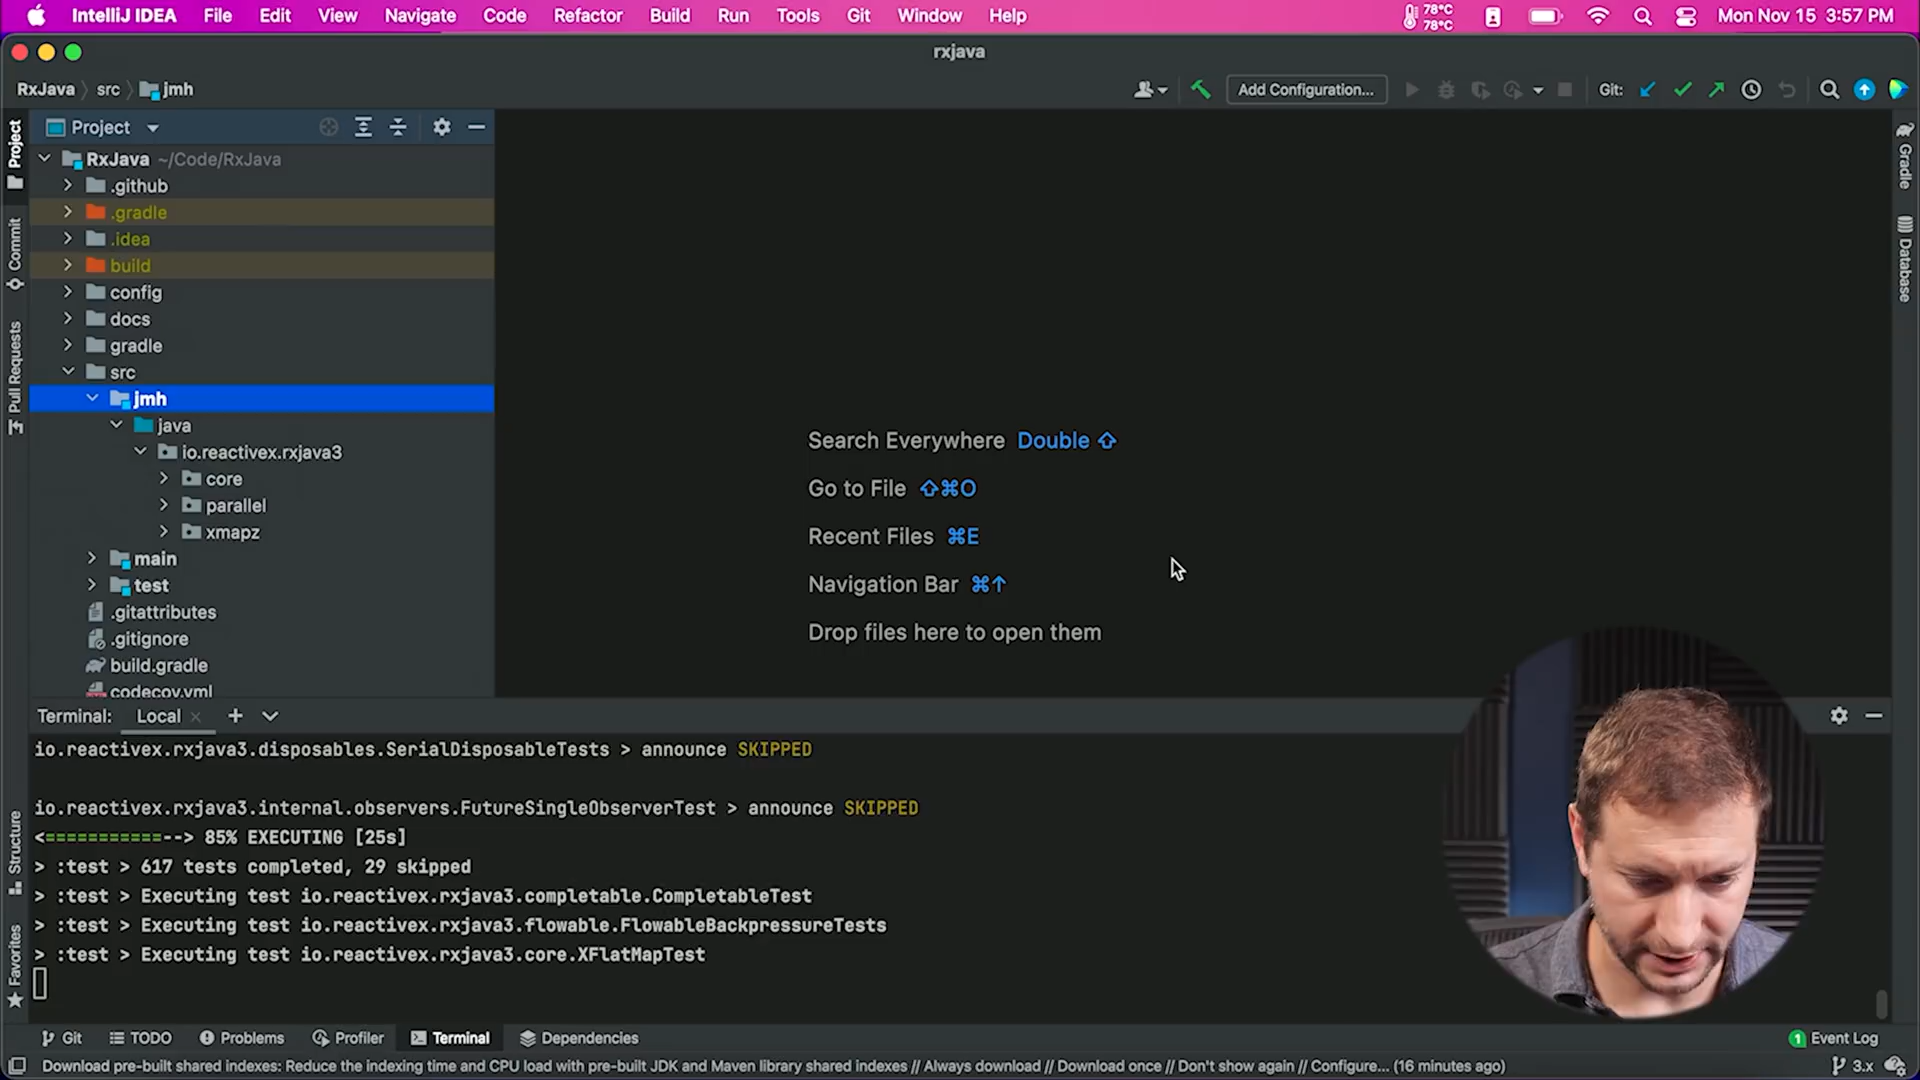 IntelliJ IDEA File Edit View Navigate Code Refactor Build Run Tools Git Window Help 78°C 78°C Mon Nov 15 3:57 PM
rxjava
RxJava src jmh Add Configuration... Git:
Project
RxJava ~/Code/RxJava
.github
.gradle
.idea
build
config
docs
gradle
src
jmh
java
io.reactivex.rxjava3
core
parallel
xmapz
main
test
.gitattributes
.gitignore
build.gradle
codecov.yml
Project
Commit
Pull Requests
Structure
Favorites
Gradle
Database
Search Everywhere Double ⇧
Go to File ⇧⌘O
Recent Files ⌘E
Navigation Bar ⌘↑
Drop files here to open them
Terminal: Local × +
io.reactivex.rxjava3.disposables.SerialDisposableTests > announce SKIPPED
io.reactivex.rxjava3.internal.observers.FutureSingleObserverTest > announce SKIPPED
<===========--> 85% EXECUTING [25s]
> :test > 617 tests completed, 29 skipped
> :test > Executing test io.reactivex.rxjava3.completable.CompletableTest
> :test > Executing test io.reactivex.rxjava3.flowable.FlowableBackpressureTests
> :test > Executing test io.reactivex.rxjava3.core.XFlatMapTest
Git TODO Problems Profiler Terminal Dependencies 1 Event Log
Download pre-built shared indexes: Reduce the indexing time and CPU load with pre-built JDK and Maven library shared indexes // Always download // Download once // Don't show again // Configure... (16 minutes ago) 3.x